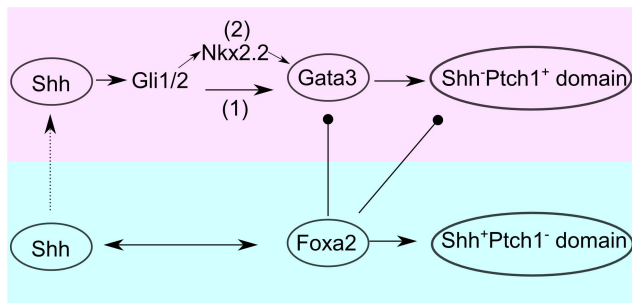 (2)
Nkx2.2
Shh Gli1/2 Gata3 Shh⁻Ptch1⁺ domain
(1)
Shh Foxa2 Shh⁺Ptch1⁻ domain